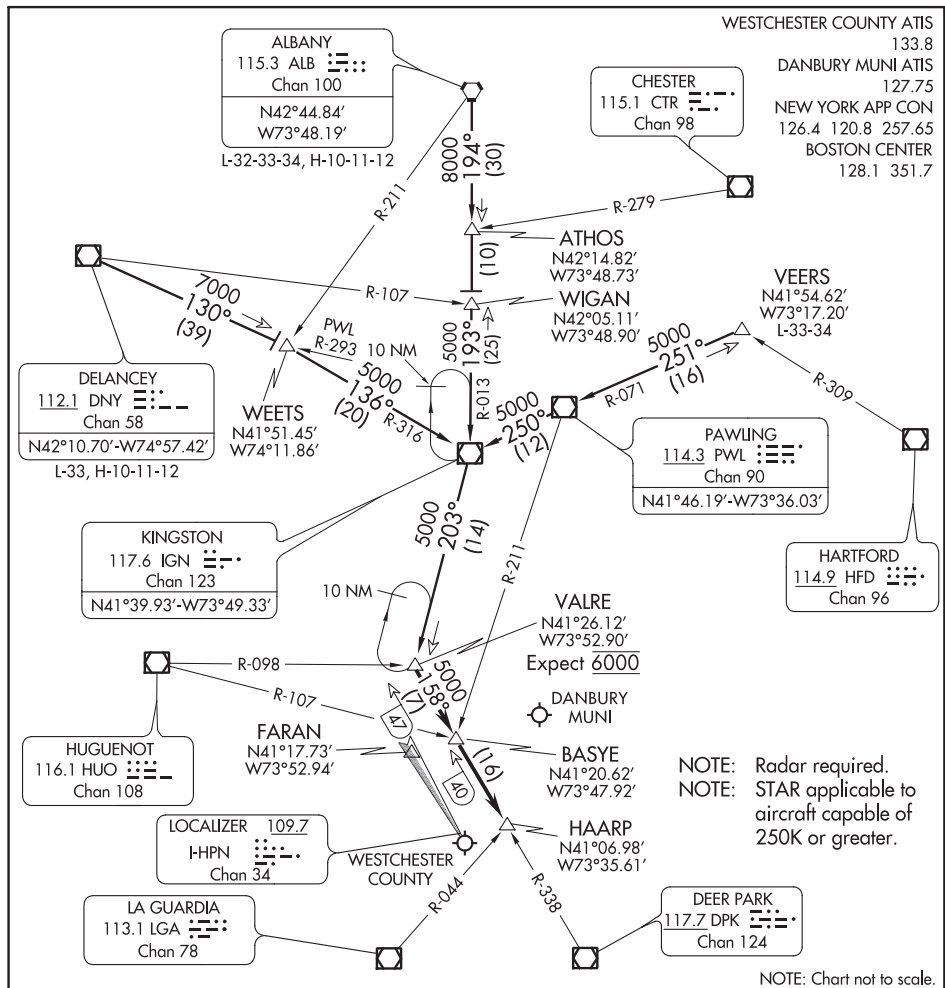 WESTCHESTER COUNTY ATIS
133.8
DANBURY MUNI ATIS
127.75
NEW YORK APP CON
126.4 120.8 257.65
BOSTON CENTER
128.1 351.7
ALBANY
115.3 ALB
Chan 100
N42°44.84'
W73°48.19'
L-32-33-34, H-10-11-12
CHESTER
115.1 CTR
Chan 98
R-211
8000
194°
(30)
R-279
ATHOS
N42°14.82'
W73°48.73'
(10)
R-107
WIGAN
N42°05.11'
W73°48.90'
VEERS
N41°54.62'
W73°17.20'
L-33-34
7000
130°
(39)
PWL
R-293
10 NM
5000
193°
(25)
R-013
5000
251°
(16)
R-071
R-309
DELANCEY
112.1 DNY
Chan 58
N42°10.70'-W74°57.42'
L-33, H-10-11-12
WEETS
N41°51.45'
W74°11.86'
5000
136°
(20)
R-316
5000
250°
(12)
PAWLING
114.3 PWL
Chan 90
N41°46.19'-W73°36.03'
KINGSTON
117.6 IGN
Chan 123
N41°39.93'-W73°49.33'
5000
203°
(14)
R-211
HARTFORD
114.9 HFD
Chan 96
10 NM
VALRE
N41°26.12'
W73°52.90'
Expect 6000
R-098
R-107
5000
158°
(7)
47
DANBURY
MUNI
HUGUENOT
116.1 HUO
Chan 108
FARAN
N41°17.73'
W73°52.94'
(16)
40
BASYE
N41°20.62'
W73°47.92'
NOTE: Radar required.
NOTE: STAR applicable to
aircraft capable of
250K or greater.
LOCALIZER 109.7
I-HPN
Chan 34
WESTCHESTER
COUNTY
HAARP
N41°06.98'
W73°35.61'
R-044
R-338
LA GUARDIA
113.1 LGA
Chan 78
DEER PARK
117.7 DPK
Chan 124
NOTE: Chart not to scale.